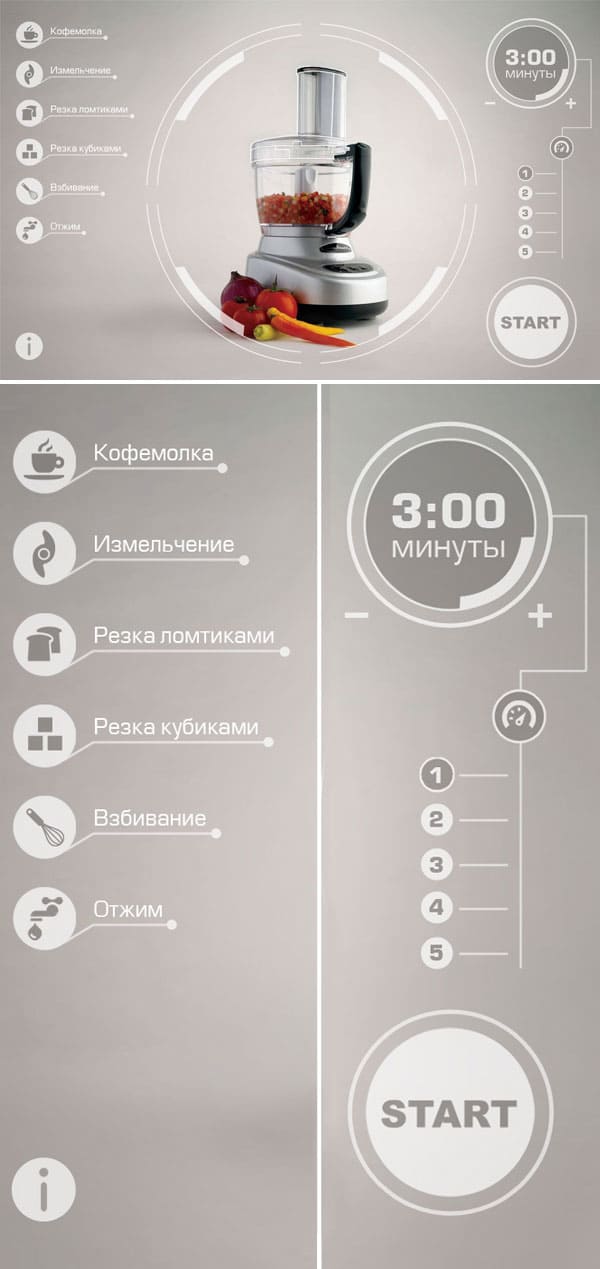 Кофемолка
Измельчение
Резка ломтиками
Резка кубиками
Взбивание
Отжим
i
3:00
минуты
−
+
1
2
3
4
5
START
Кофемолка
Измельчение
Резка ломтиками
Резка кубиками
Взбивание
Отжим
i
3:00
минуты
−
+
1
2
3
4
5
START